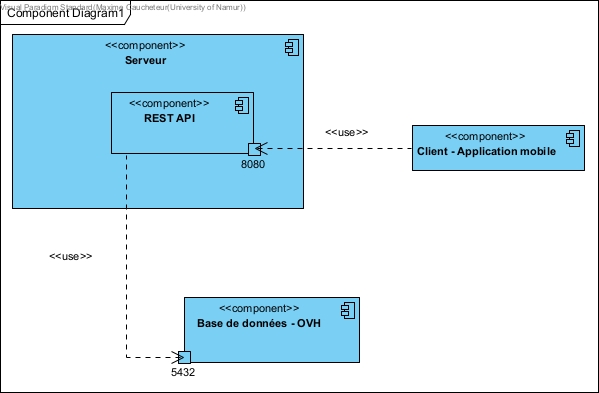 Visual Paradigm Standard(Maxime Caucheteur(University of Namur))
Component Diagram1
<<component>>
Serveur
<<component>>
REST API
8080
<<use>>
<<component>>
Client - Application mobile
<<use>>
<<component>>
Base de données - OVH
5432